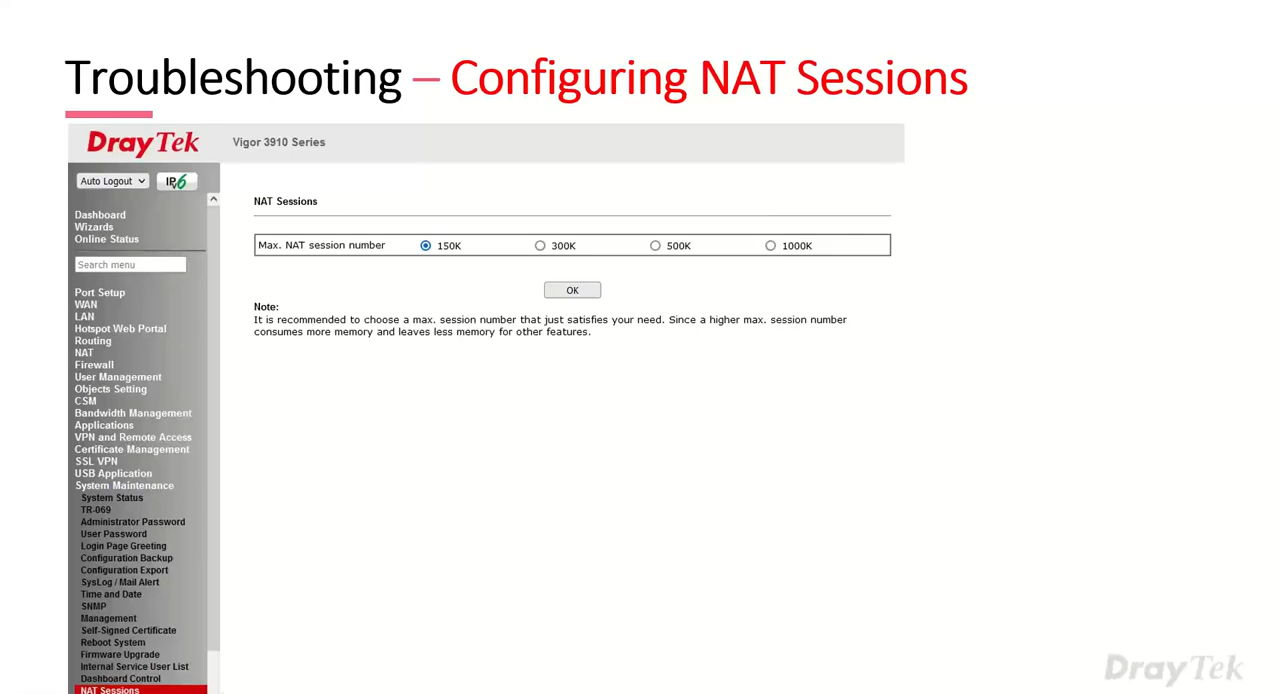 Troubleshooting – Configuring NAT Sessions
DrayTek
Vigor 3910 Series
Auto Logout
IPv6
Dashboard
Wizards
Online Status
Search menu
Port Setup
WAN
LAN
Hotspot Web Portal
Routing
NAT
Firewall
User Management
Objects Setting
CSM
Bandwidth Management
Applications
VPN and Remote Access
Certificate Management
SSL VPN
USB Application
System Maintenance
System Status
TR-069
Administrator Password
User Password
Login Page Greeting
Configuration Backup
Configuration Export
SysLog / Mail Alert
Time and Date
SNMP
Management
Self-Signed Certificate
Reboot System
Firmware Upgrade
Internal Service User List
Dashboard Control
NAT Sessions
NAT Sessions
Max. NAT session number 150K 300K 500K 1000K
OK
Note:
It is recommended to choose a max. session number that just satisfies your need. Since a higher max. session number
consumes more memory and leaves less memory for other features.
DrayTek